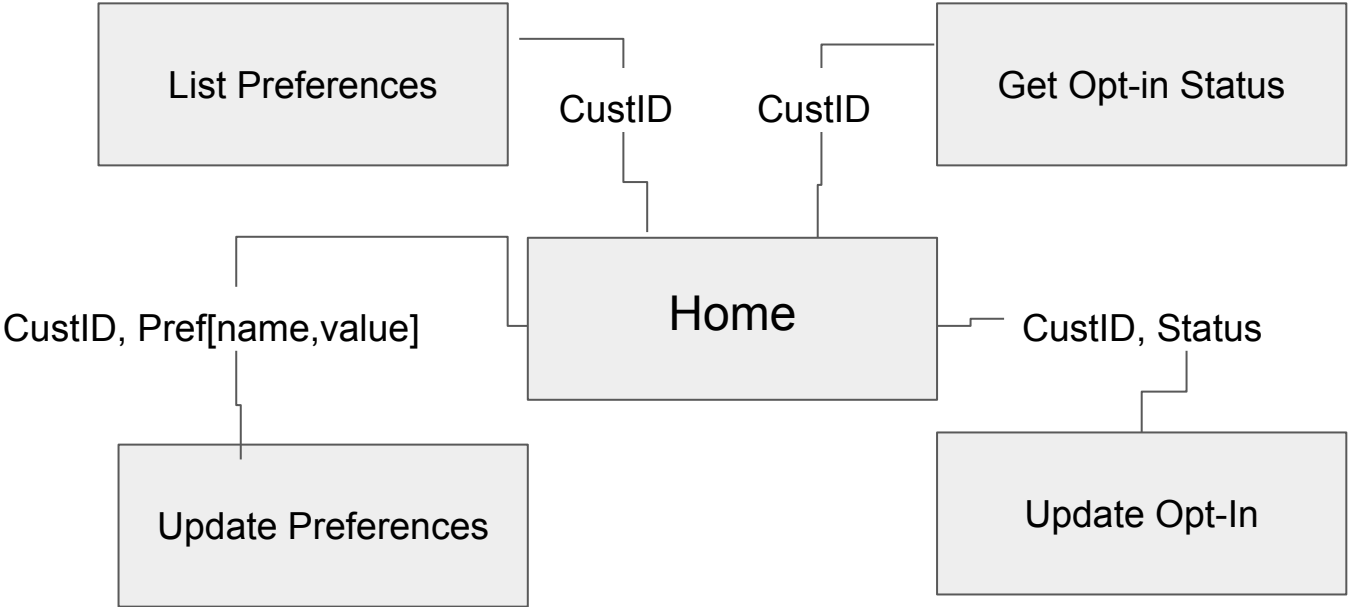 List Preferences
Get Opt-in Status
CustID
CustID
Home
CustID, Pref[name,value]
CustID, Status
Update Preferences
Update Opt-In